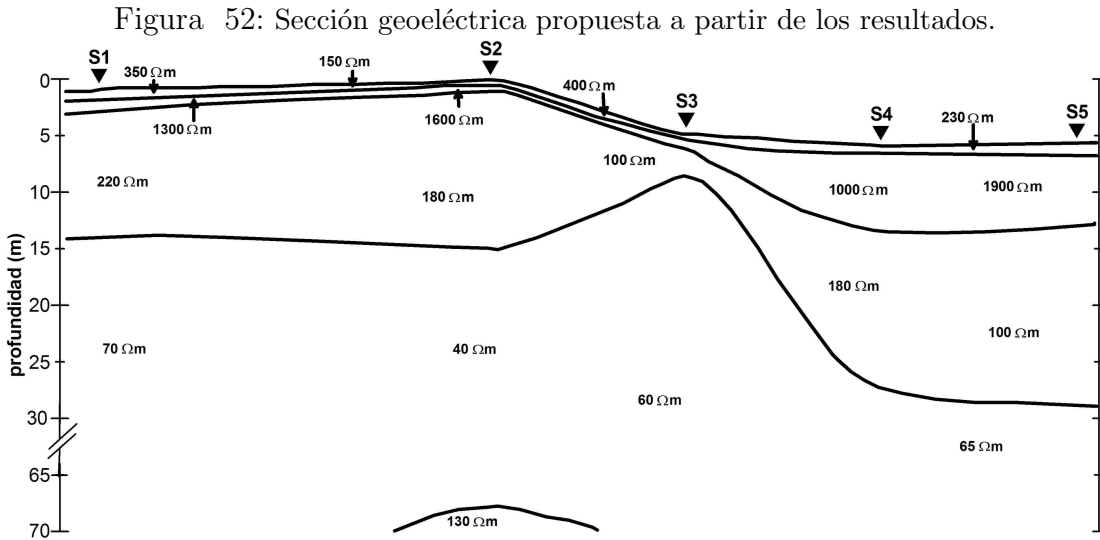 Figura 52: Sección geoeléctrica propuesta a partir de los resultados.
S1
S2
S3
S4
S5
350 Ωm
150 Ωm
400 Ωm
230 Ωm
1300 Ωm
1600 Ωm
100 Ωm
220 Ωm
180 Ωm
1000 Ωm
1900 Ωm
180 Ωm
100 Ωm
70 Ωm
40 Ωm
60 Ωm
65 Ωm
130 Ωm
profundidad (m)
0
5
10
15
20
25
30
65
70